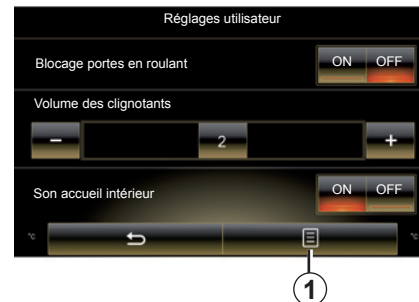 Réglages utilisateur
Blocage portes en roulant
ON OFF
Volume des clignotants
− 2 +
Son accueil intérieur
ON OFF
°C °C
1